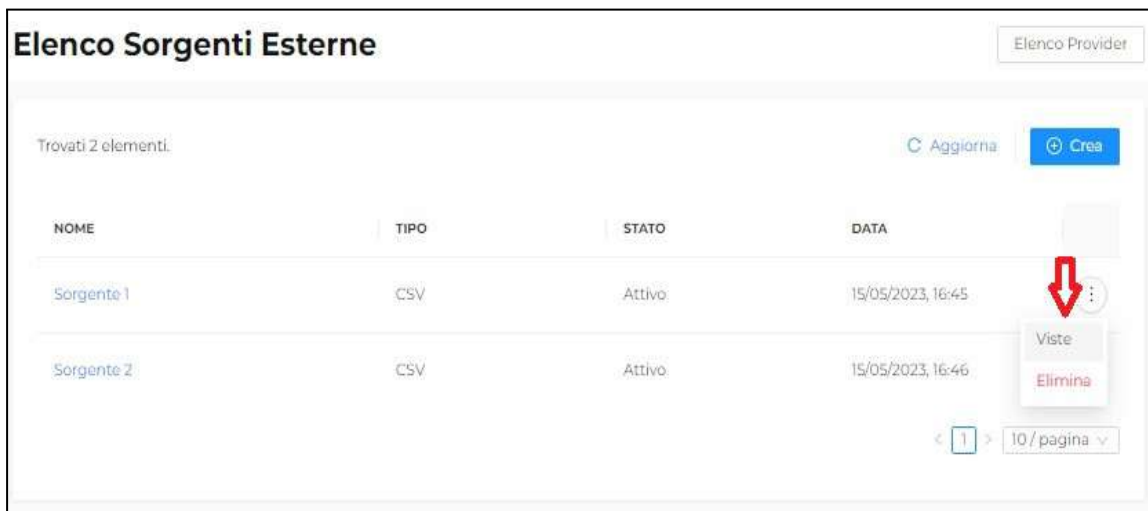 Elenco Sorgenti Esterne
Elenco Provider
Trovati 2 elementi.
Aggiorna
Crea
NOME TIPO STATO DATA
Sorgente 1 CSV Attivo 15/05/2023, 16:45
Viste
Sorgente 2 CSV Attivo 15/05/2023, 16:46
Elimina
< 1 > 10 / pagina